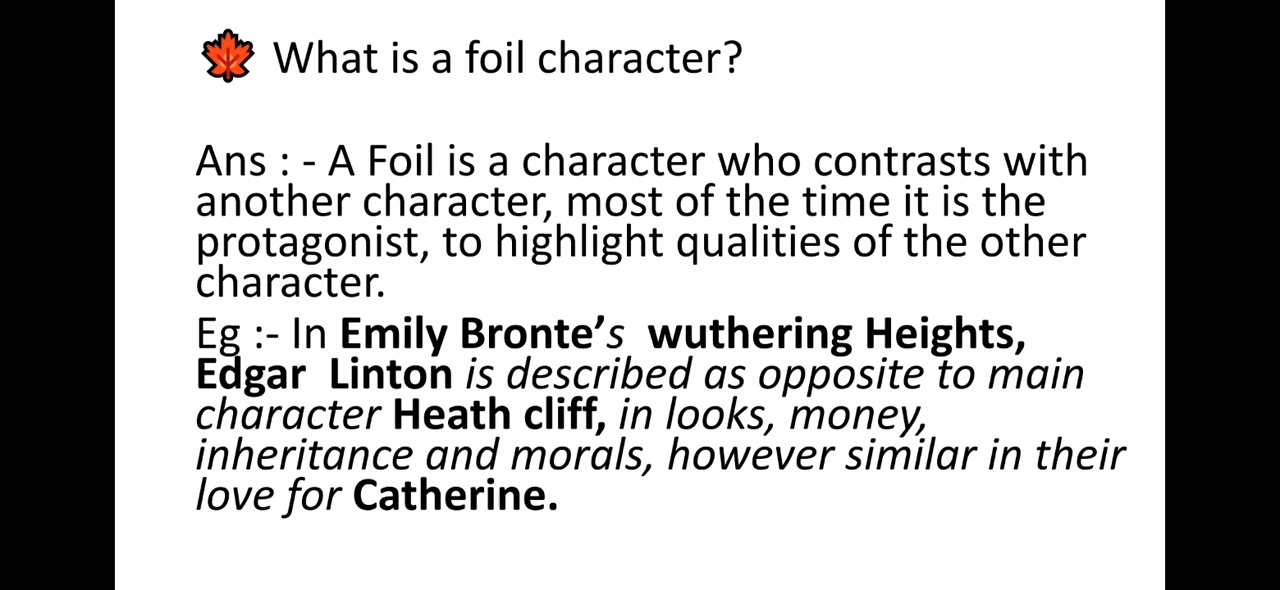 What is a foil character?
Ans : - A Foil is a character who contrasts with
another character, most of the time it is the
protagonist, to highlight qualities of the other
character.
Eg :- In Emily Bronte’s  wuthering Heights,
Edgar  Linton is described as opposite to main
character Heath cliff, in looks, money,
inheritance and morals, however similar in their
love for Catherine.